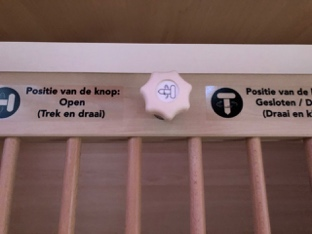 Positie van de knop:
Open
(Trek en draai)
Positie van de
Gesloten /
(Draai en